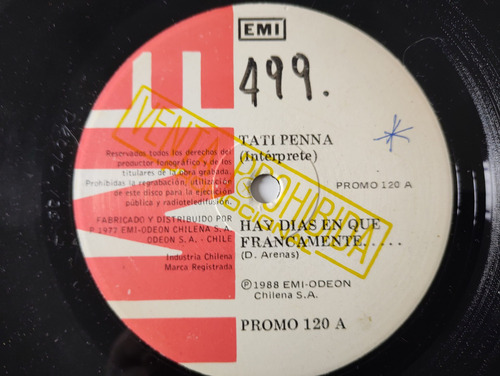 EMI
499.
TATI PENNA
(Intérprete)
PROMO 120 A
VENTA PROHIBIDA
Reservados todos los derechos del
productor fonográfico y de los
titulares de la obra grabada.
Prohibidas la regrabación, utilización
de este disco para la ejecución
pública y radioteledifusión.
FABRICADO Y DISTRIBUIDO POR
P 1972 EMI-ODEON CHILENA S.A.
ODEON S.A. - CHILE
Industria Chilena
Marca Registrada
HAY DIAS EN QUE
FRANCAMENTE.....
(D. Arenas)
Ⓟ 1988 EMI-ODEON
Chilena S.A.
PROMO 120 A